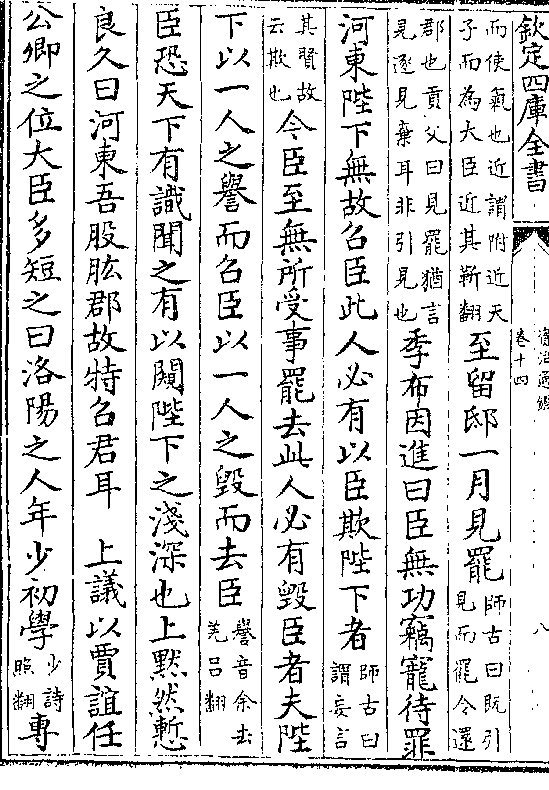 欽定四庫全書
資治通鑑
卷十四
八
而使氣也近謂附近天
子而為大臣近其靳翻
至留邸一月見罷
師古曰既引
見而罷令還
郡也貢父曰見罷猶言
見逐見棄耳非引見也
季布因進曰臣無功竊寵待罪
河東陛下無故召臣此人必有以臣欺陛下者
師古曰
謂妄言
其賢故
云欺也
今臣至無所受事罷去此人必有毀臣者夫陛
下以一人之譽而召臣以一人之毀而去臣
譽音余去
羌呂翻
臣恐天下有識聞之有以闚陛下之淺深也上默然慙
良久曰河東吾股肱郡故特召君耳 上議以賈誼任
公卿之位大臣多短之曰洛陽之人年少初學
少詩
照翻
專